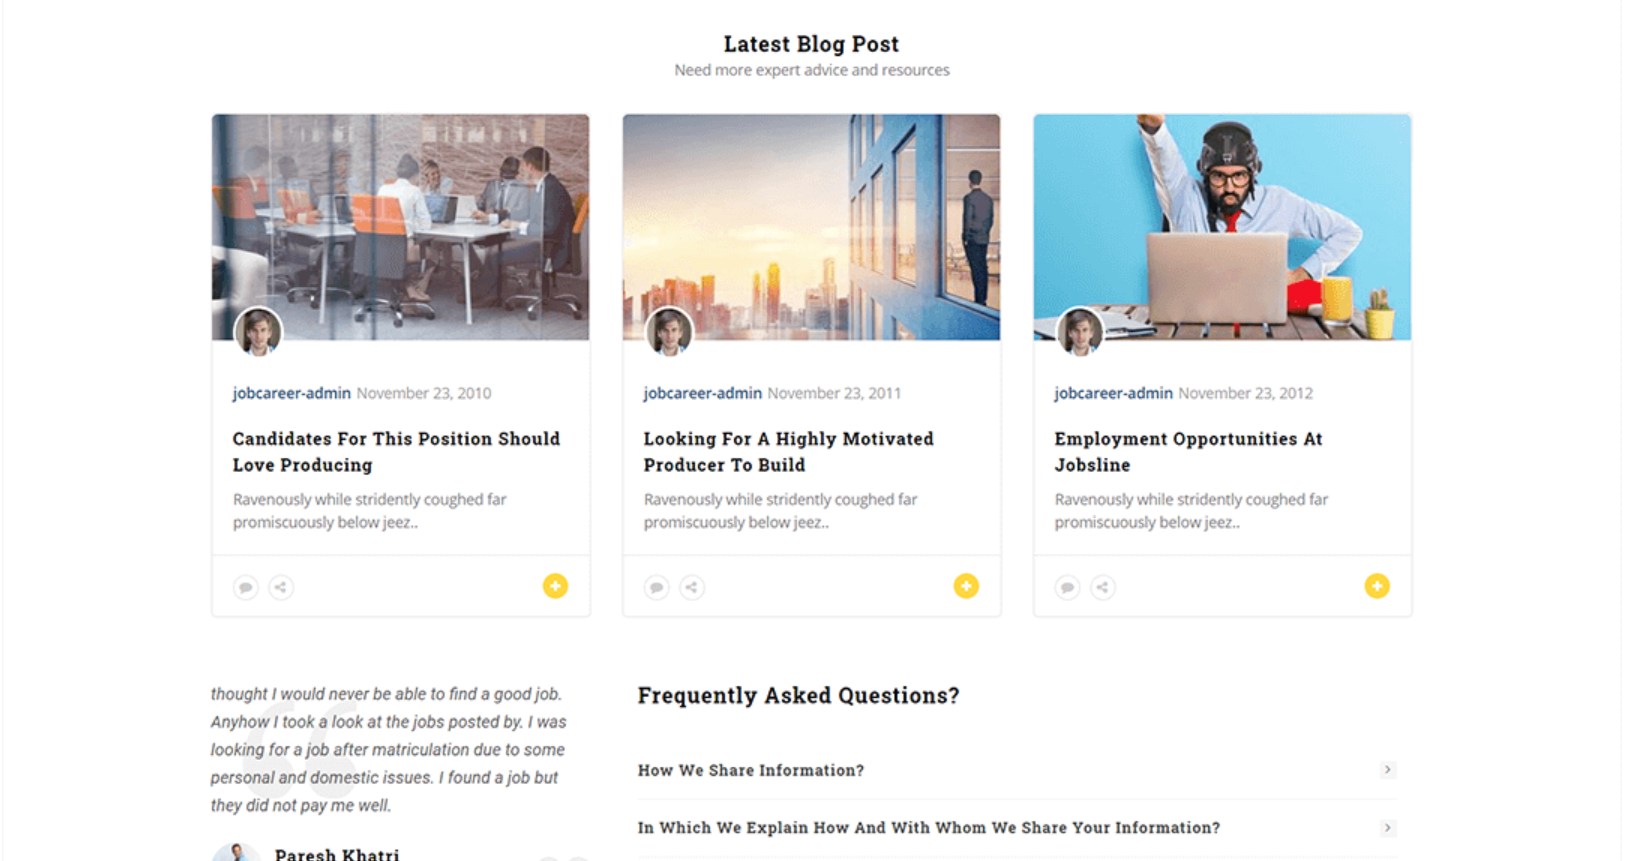 Latest Blog Post
Need more expert advice and resources
jobcareer-admin November 23, 2010
Candidates For This Position Should
Love Producing
Ravenously while stridently coughed far
promiscuously below jeez..
jobcareer-admin November 23, 2011
Looking For A Highly Motivated
Producer To Build
Ravenously while stridently coughed far
promiscuously below jeez..
jobcareer-admin November 23, 2012
Employment Opportunities At
Jobsline
Ravenously while stridently coughed far
promiscuously below jeez..
thought I would never be able to find a good job.
Anyhow I took a look at the jobs posted by. I was
looking for a job after matriculation due to some
personal and domestic issues. I found a job but
they did not pay me well.
Paresh Khatri
Frequently Asked Questions?
How We Share Information?
In Which We Explain How And With Whom We Share Your Information?